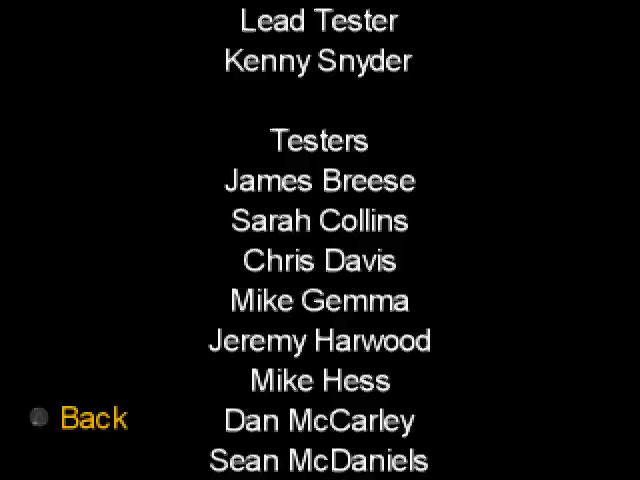 Lead Tester
Kenny Snyder
Testers
James Breese
Sarah Collins
Chris Davis
Mike Gemma
Jeremy Harwood
Mike Hess
Back
Dan McCarley
Sean McDaniels